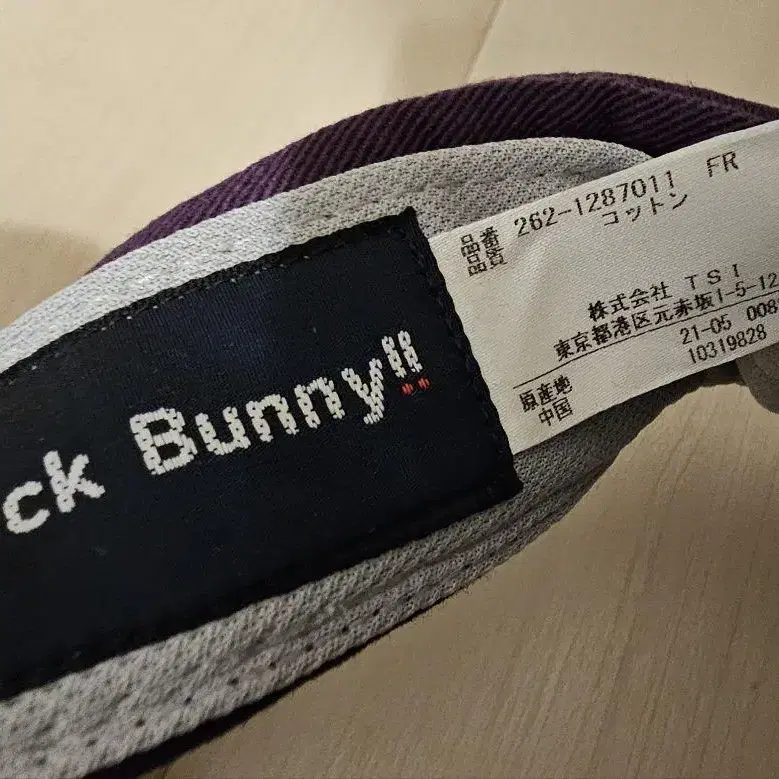 ck Bunny!!
品番 262-1287011 FR
品質 コットン
株式会社 TSI
東京都港区元赤坂1-5-12
21-05 008
10319828
原産地
中国